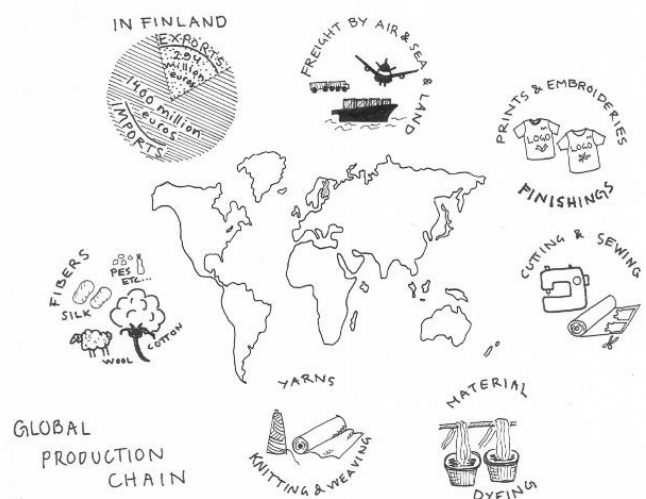 IN FINLAND
EXPORTS
294
million
euros
1400 million
euros
IMPORTS
FREIGHT BY AIR & SEA & LAND
PRINTS & EMBROIDERIES
LOGO
LOGO
FINISHINGS
CUTTING & SEWING
FIBERS
PES
ETC...
SILK
WOOL
COTTON
YARNS
KNITTING & WEAVING
MATERIAL
DYEING
GLOBAL
PRODUCTION
CHAIN